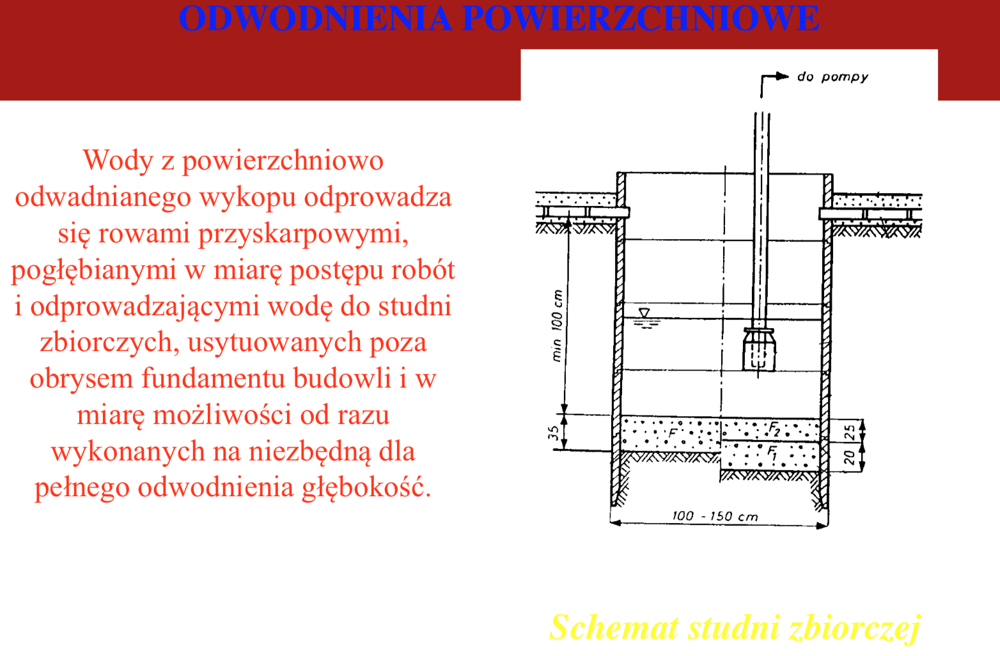 ODWODNIENIA POWIERZCHNIOWE
Wody z powierzchniowo
odwadnianego wykopu odprowadza
się rowami przyskarpowymi,
pogłębianymi w miarę postępu robót
i odprowadzającymi wodę do studni
zbiorczych, usytuowanych poza
obrysem fundamentu budowli i w
miarę możliwości od razu
wykonanych na niezbędną dla
pełnego odwodnienia głębokość.
do pompy
min 100 cm
35
F
F2
F1
25
20
100 - 150 cm
Schemat studni zbiorczej